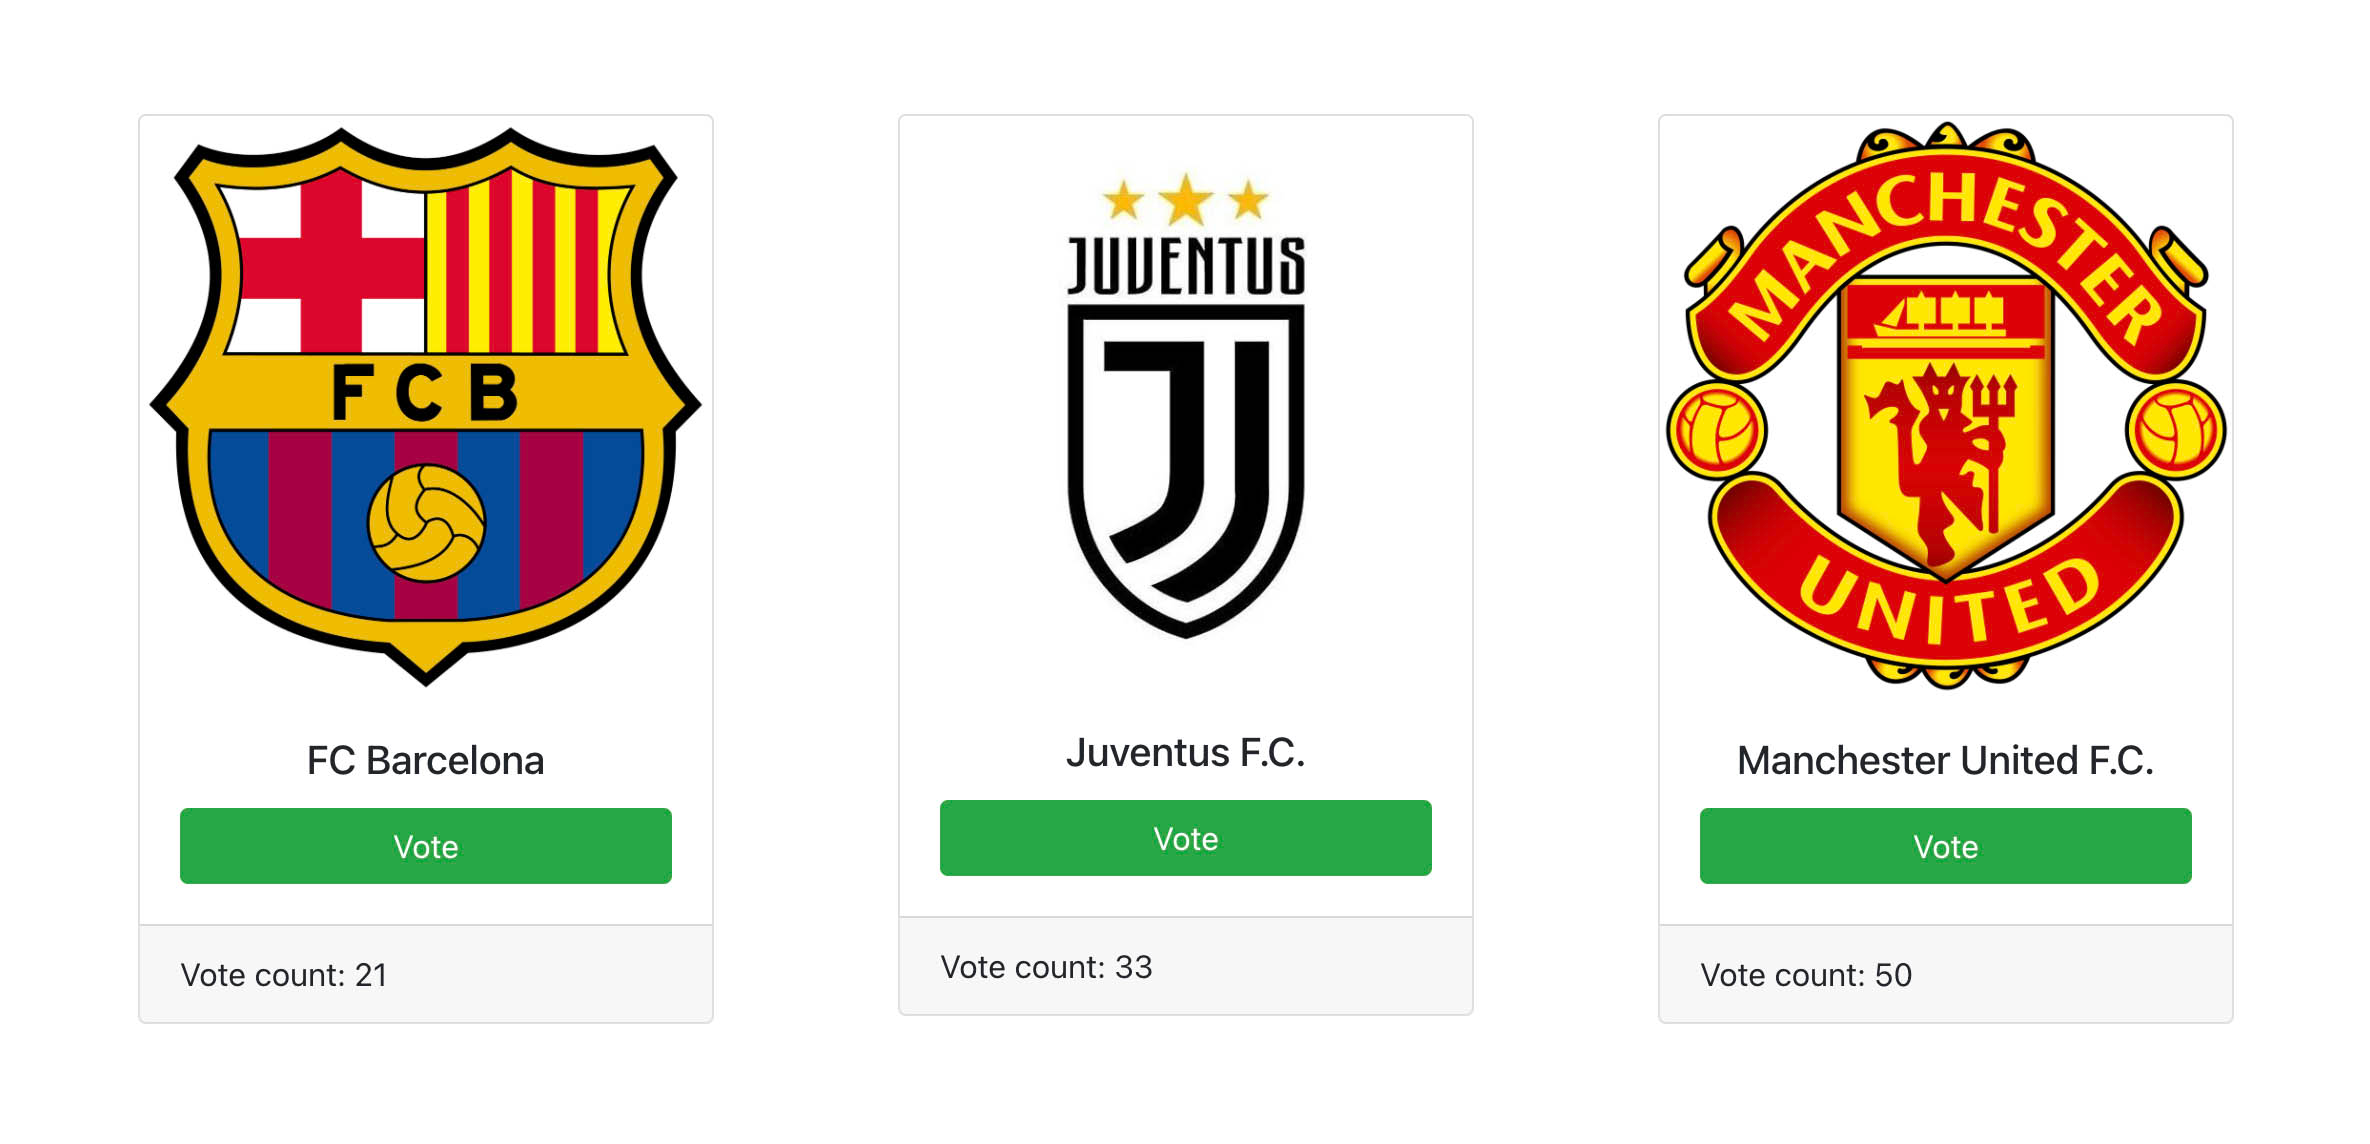 FCB
FC Barcelona
Vote
Vote count: 21
JUVENTUS
Juventus F.C.
Vote
Vote count: 33
MANCHESTER
UNITED
Manchester United F.C.
Vote
Vote count: 50